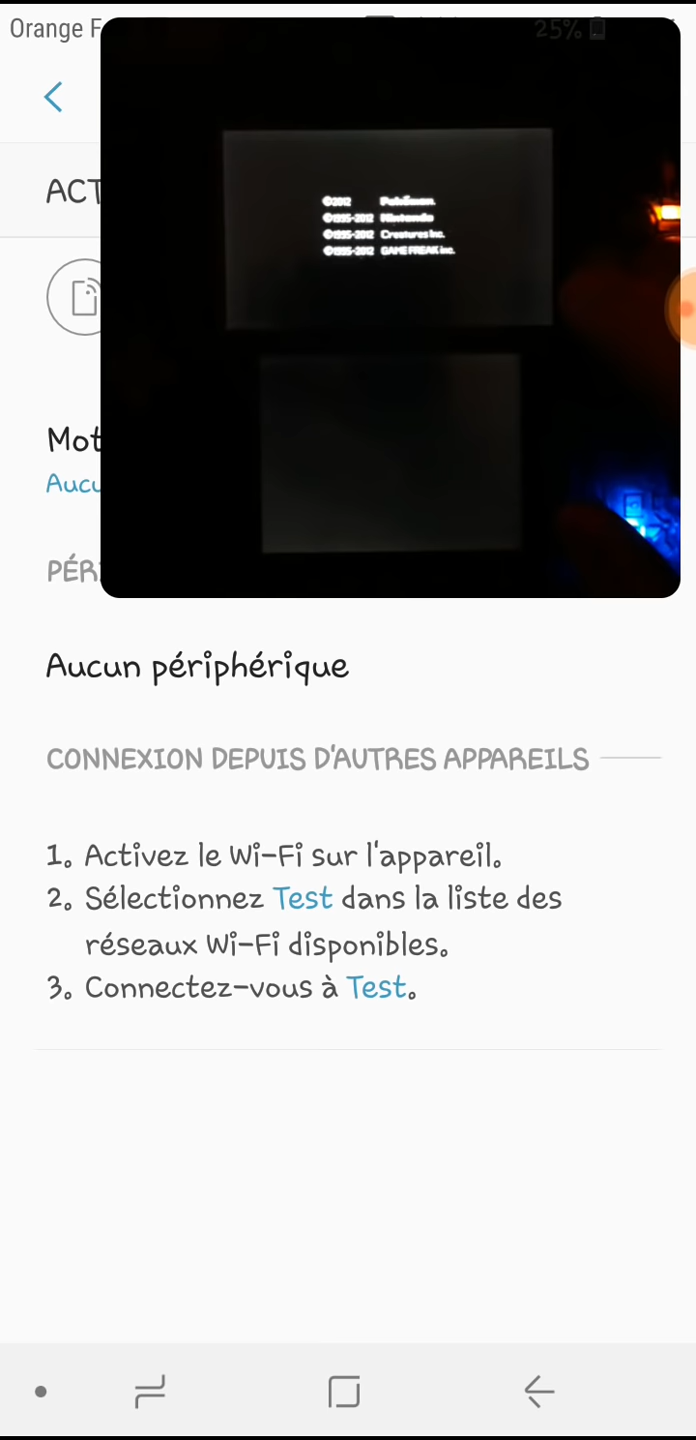 Orange F
25%
ACT
©2012 Pokémon.
©1995-2012 Nintendo
©1995-2012 Creatures Inc.
©1995-2012 GAME FREAK inc.
Mot
Aucu
PÉR
Aucun périphérique
CONNEXION DEPUIS D'AUTRES APPAREILS
1. Activez le Wi-Fi sur l'appareil.
2. Sélectionnez Test dans la liste des
réseaux Wi-Fi disponibles.
3. Connectez-vous à Test.